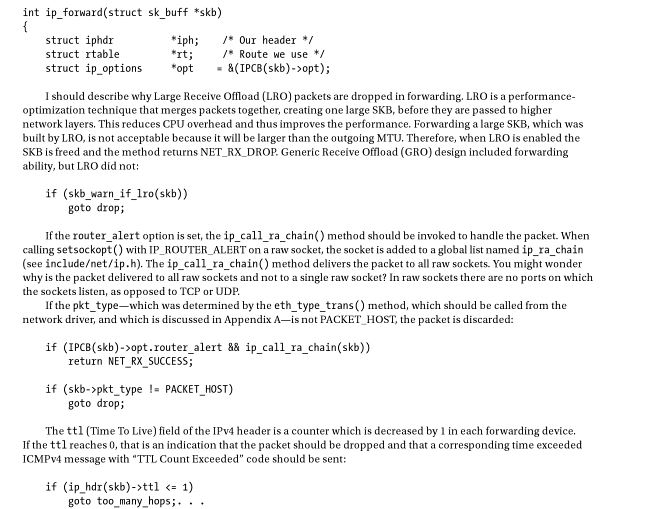 int ip_forward(struct sk_buff *skb)
{
struct iphdr *iph; /* Our header */
struct rtable *rt; /* Route we use */
struct ip_options *opt = &(IPCB(skb)->opt);
I should describe why Large Receive Offload (LRO) packets are dropped in forwarding. LRO is a performance-
optimization technique that merges packets together, creating one large SKB, before they are passed to higher
network layers. This reduces CPU overhead and thus improves the performance. Forwarding a large SKB, which was
built by LRO, is not acceptable because it will be larger than the outgoing MTU. Therefore, when LRO is enabled the
SKB is freed and the method returns NET_RX_DROP. Generic Receive Offload (GRO) design included forwarding
ability, but LRO did not:
if (skb_warn_if_lro(skb))
goto drop;
If the router_alert option is set, the ip_call_ra_chain() method should be invoked to handle the packet. When
calling setsockopt() with IP_ROUTER_ALERT on a raw socket, the socket is added to a global list named ip_ra_chain
(see include/net/ip.h). The ip_call_ra_chain() method delivers the packet to all raw sockets. You might wonder
why is the packet delivered to all raw sockets and not to a single raw socket? In raw sockets there are no ports on which
the sockets listen, as opposed to TCP or UDP.
If the pkt_type—which was determined by the eth_type_trans() method, which should be called from the
network driver, and which is discussed in Appendix A—is not PACKET_HOST, the packet is discarded:
if (IPCB(skb)->opt.router_alert && ip_call_ra_chain(skb))
return NET_RX_SUCCESS;
if (skb->pkt_type != PACKET_HOST)
goto drop;
The ttl (Time To Live) field of the IPv4 header is a counter which is decreased by 1 in each forwarding device.
If the ttl reaches 0, that is an indication that the packet should be dropped and that a corresponding time exceeded
ICMPv4 message with “TTL Count Exceeded” code should be sent:
if (ip_hdr(skb)->ttl <= 1)
goto too_many_hops;. . .